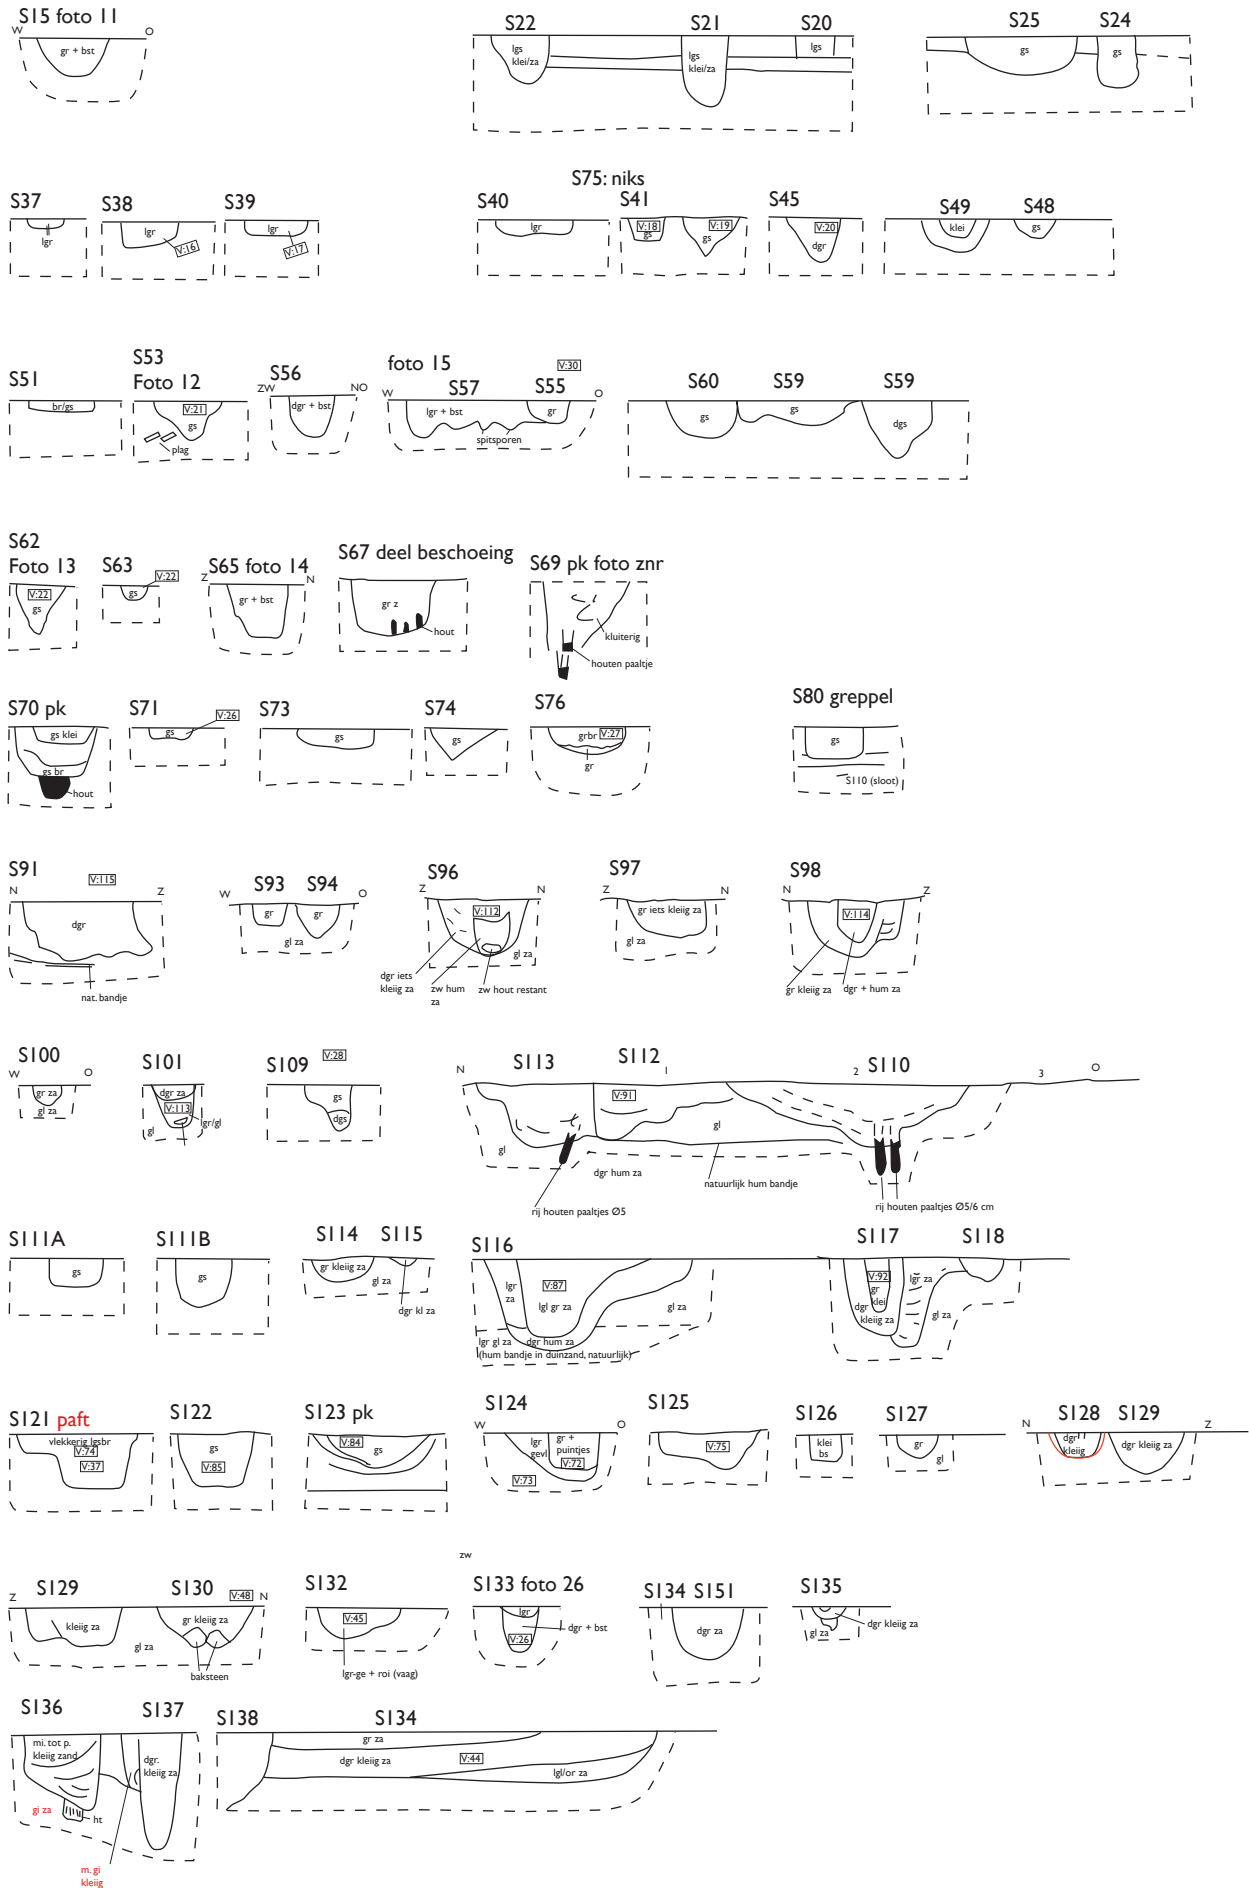 S15 foto 11
W
O
gr + bst
S22
S21
S20
lgs
klei/za
lgs
klei/za
lgs
S25
S24
gs
gs
S75: niks
S37
S38
S39
lgr
lgr
V:16
lgr
V:17
S40
S41
S45
S49
S48
lgr
V:18
gs
V:19
gs
V:20
dgr
klei
gs
S51
S53
Foto 12
S56
foto 15
V:30
ZW
NO
W
S57
S55
O
S60
S59
S59
br/gs
V:21
gs
plag
dgr + bst
lgr + bst
gr
spitsporen
gs
gs
dgs
S62
Foto 13
S63
V:22
Z
S65 foto 14
N
S67 deel beschoeing
S69 pk foto znr
V:22
gs
gs
gr + bst
gr z
hout
kluiterig
houten paaltje
S70 pk
S71
V:26
S73
S74
S76
S80 greppel
gs klei
gs br
hout
gs
gs
gs
grbr
V:27
gr
gs
S110 (sloot)
S91
N
V:115
Z
W
S93
S94
O
S96
Z
N
S97
Z
N
S98
N
Z
dgr
nat. bandje
gr
gr
gl za
V:112
gl za
dgr iets
kleiig za
zw hum
za
zw hout restant
gr iets kleiig za
gl za
V:114
gr kleiig za
dgr + hum za
S100
W
O
S101
S109
V:28
N
S113
S112
1
2
S110
3
O
gr za
gl za
dgr za
V:113
lgr/gl
gl
gs
dgs
V:91
gl
gl
dgr hum za
natuurlijk hum bandje
rij houten paaltjes Ø5
rij houten paaltjes Ø5/6 cm
S111A
S111B
S114
S115
S116
S117
S118
gs
gs
gr kleiig za
gl za
dgr kl za
lgr
za
V:87
lgl gr za
gl za
lgr gl za
dgr hum za
(hum bandje in duinzand, natuurlijk)
V:92
gr
klei
dgr
kleiig za
lgr za
gl za
S121 paft
S122
S123 pk
S124
W
O
S125
S126
S127
N
S128
S129
Z
vlekkerig lgsbr
V:74
V:37
gs
V:85
V:84
gs
lgr
gevl
gr +
puintjes
V:72
V:73
V:75
klei
bs
gr
gl
dgr
kleiig
dgr kleiig za
zw
Z
S129
S130
V:48
N
S132
S133 foto 26
S134
S151
S135
kleiig za
gl za
gr kleiig za
baksteen
V:45
lgr-ge + roi (vaag)
lgr
V:26
dgr + bst
dgr za
dgr kleiig za
gl za
S136
S137
S138
S134
mi. tot p.
kleiig zand
gi za
ht
dgr.
kleiig za
m. gi
kleiig
gr za
dgr kleiig za
V:44
lgl/or za